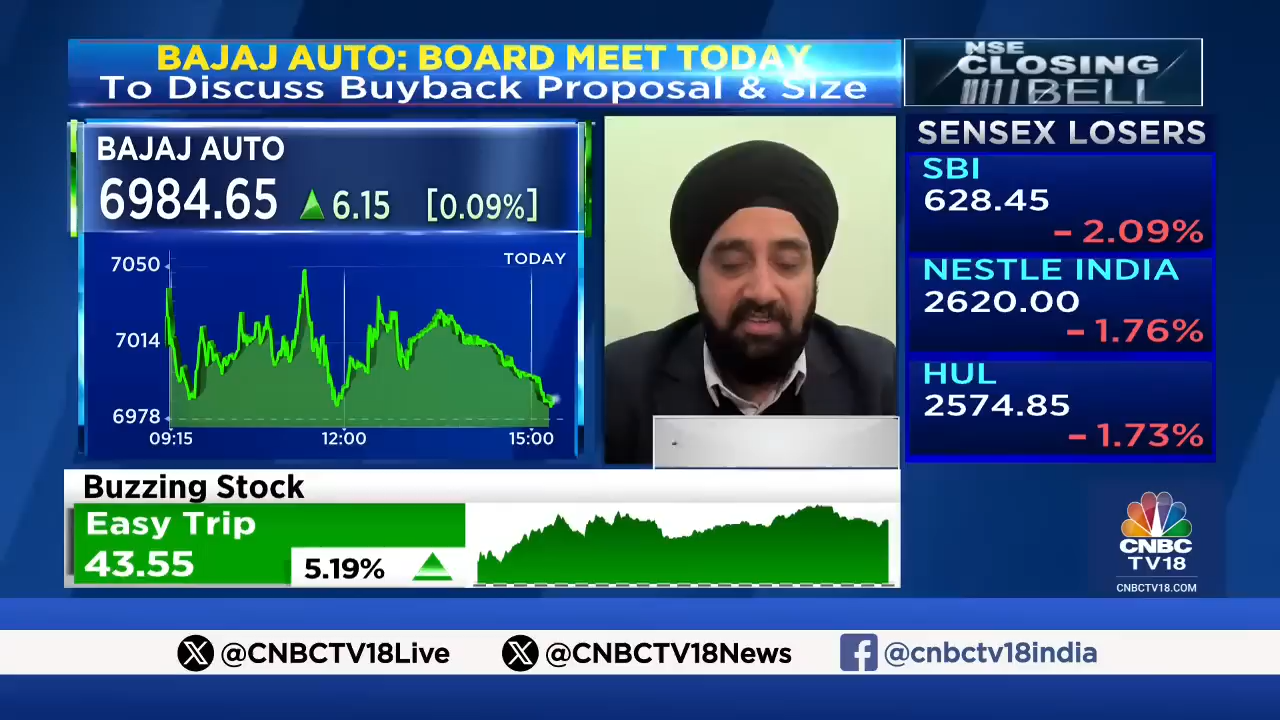 BAJAJ AUTO: BOARD MEET TODAY
To Discuss Buyback Proposal & Size
NSE
CLOSING
BELL
BAJAJ AUTO
6984.65 ▲ 6.15 [0.09%]
TODAY
7050
7014
6978
09:15 12:00 15:00
SENSEX LOSERS
SBI
628.45
– 2.09%
NESTLE INDIA
2620.00
– 1.76%
HUL
2574.85
– 1.73%
Buzzing Stock
Easy Trip
43.55
5.19%
CNBC
TV18
CNBCTV18.COM
@CNBCTV18Live @CNBCTV18News @cnbctv18india